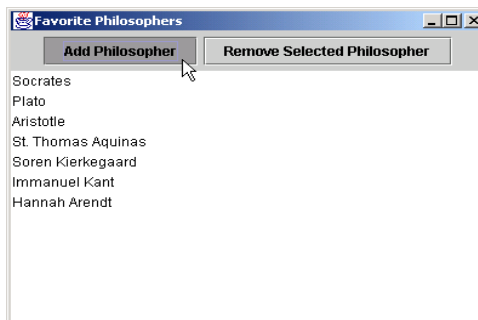 Favorite Philosophers
Add Philosopher Remove Selected Philosopher
Socrates
Plato
Aristotle
St. Thomas Aquinas
Soren Kierkegaard
Immanuel Kant
Hannah Arendt